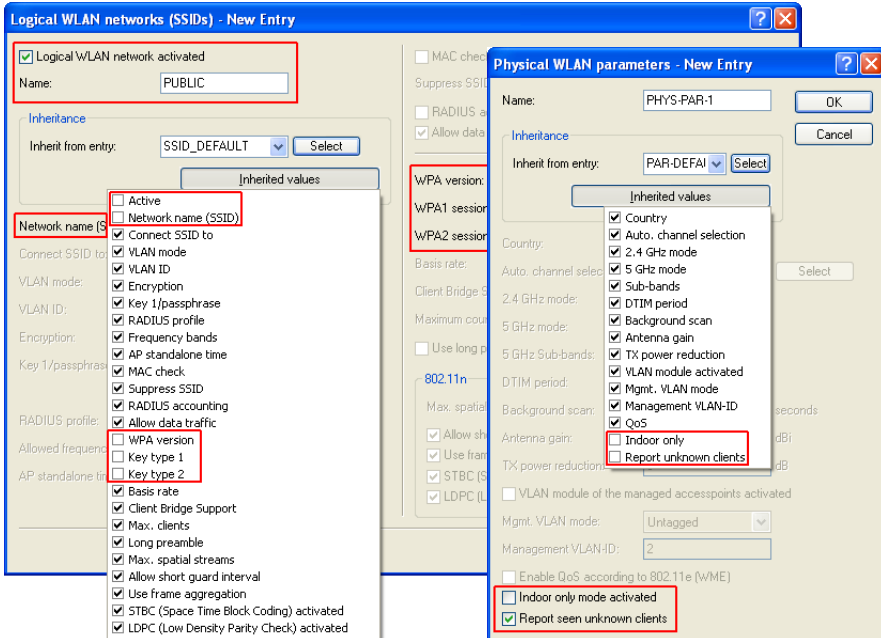 Logical WLAN networks (SSIDs) - New Entry
Logical WLAN network activated
Name: PUBLIC
Inheritance
Inherit from entry: SSID_DEFAULT Select
Inherited values
Active
Network name (SSID)
Connect SSID to
VLAN mode
VLAN ID
Encryption
Key 1/passphrase
RADIUS profile
Frequency bands
AP standalone time
MAC check
Suppress SSID
RADIUS accounting
Allow data traffic
WPA version
Key type 1
Key type 2
Basis rate
Client Bridge Support
Max. clients
Long preamble
Max. spatial streams
Allow short guard interval
Use frame aggregation
STBC (Space Time Block Coding) activated
LDPC (Low Density Parity Check) activated
Network name (S
Connect SSID to:
VLAN mode:
VLAN ID:
Encryption:
Key 1/passphras
RADIUS profile:
Allowed frequenc
AP standalone tim
MAC chec
Suppress SSI
RADIUS a
Allow data
WPA version:
WPA1 session
WPA2 session
Basis rate:
Client Bridge S
Maximum cou
Use long p
802.11n
Max. spatial
Allow sh
Use fram
STBC (S
LDPC (L
Physical WLAN parameters - New Entry
Name: PHYS-PAR-1
OK
Cancel
Inheritance
Inherit from entry: PAR-DEFAU Select
Inherited values
Country
Auto. channel selection
2.4 GHz mode
5 GHz mode
Sub-bands
DTIM period
Background scan
Antenna gain
TX power reduction
VLAN module activated
Mgmt. VLAN mode
Management VLAN-ID
QoS
Indoor only
Report unknown clients
Country:
Auto. channel selec Select
2.4 GHz mode:
5 GHz mode:
5 GHz Sub-bands:
DTIM period:
Background scan: seconds
Antenna gain: dBi
TX power reduction: dB
VLAN module of the managed accesspoints activated
Mgmt. VLAN mode: Untagged
Management VLAN-ID: 2
Enable QoS according to 802.11e (WME)
Indoor only mode activated
Report seen unknown clients